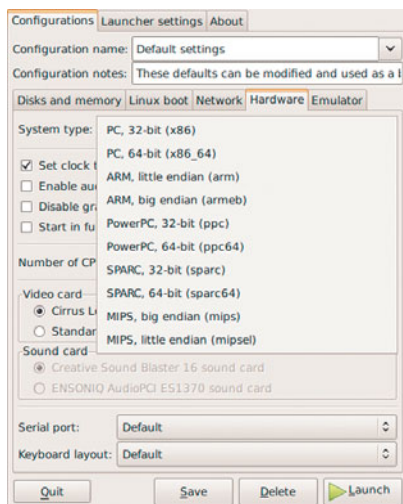 Configurations Launcher settings About
Configuration name: Default settings
Configuration notes: These defaults can be modified and used as a
Disks and memory Linux boot Network Hardware Emulator
System type:
PC, 32-bit (x86)
PC, 64-bit (x86_64)
Set clock
ARM, little endian (arm)
Enable
ARM, big endian (armeb)
Disable
PowerPC, 32-bit (ppc)
Start in
PowerPC, 64-bit (ppc64)
Number of
SPARC, 32-bit (sparc)
SPARC, 64-bit (sparc64)
Video card
Cirrus
MIPS, big endian (mips)
MIPS, little endian (mipsel)
Sound card
Creative Sound Blaster 16 sound card
ENSONIQ AudioPCI ES1370 sound card
Serial port: Default
Keyboard layout: Default
Quit Save Delete Launch